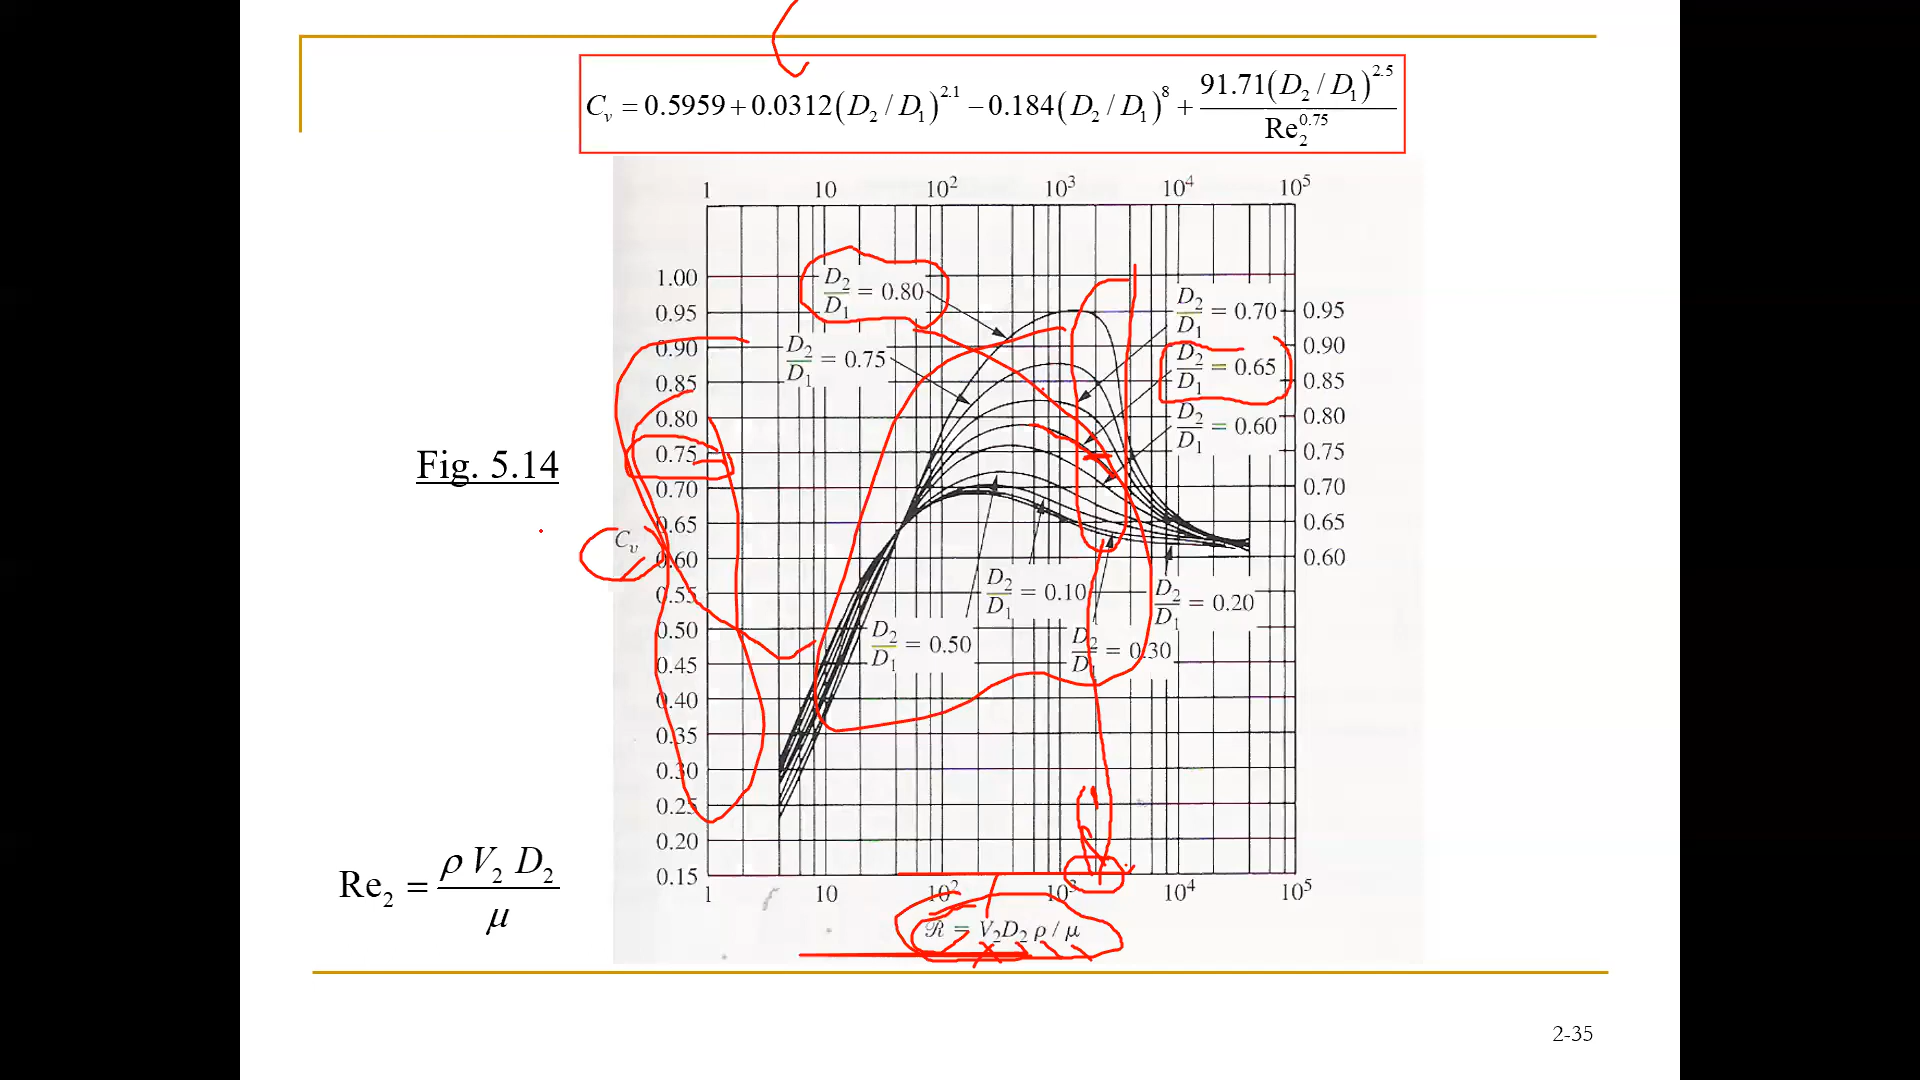 C_v = 0.5959 + 0.0312 (D_2 / D_1)^2.1 − 0.184 (D_2 / D_1)^8 + 91.71 (D_2 / D_1)^2.5 / Re_2^0.75
1 10 10^2 10^3 10^4 10^5
1.00
0.95
0.90
0.85
0.80
0.75
0.70
0.65
0.60
0.55
0.50
0.45
0.40
0.35
0.30
0.25
0.20
0.15
C_v
D_2/D_1 = 0.80
D_2/D_1 = 0.75
D_2/D_1 = 0.70
D_2/D_1 = 0.65
D_2/D_1 = 0.60
0.95
0.90
0.85
0.80
0.75
0.70
0.65
0.60
D_2/D_1 = 0.10
D_2/D_1 = 0.20
D_2/D_1 = 0.50
D_2/D_1 = 0.30
1 10 10^2 10^3 10^4 10^5
ℛ = V_2D_2 ρ / μ
Fig. 5.14
Re_2 = ρ V_2 D_2 / μ
2-35